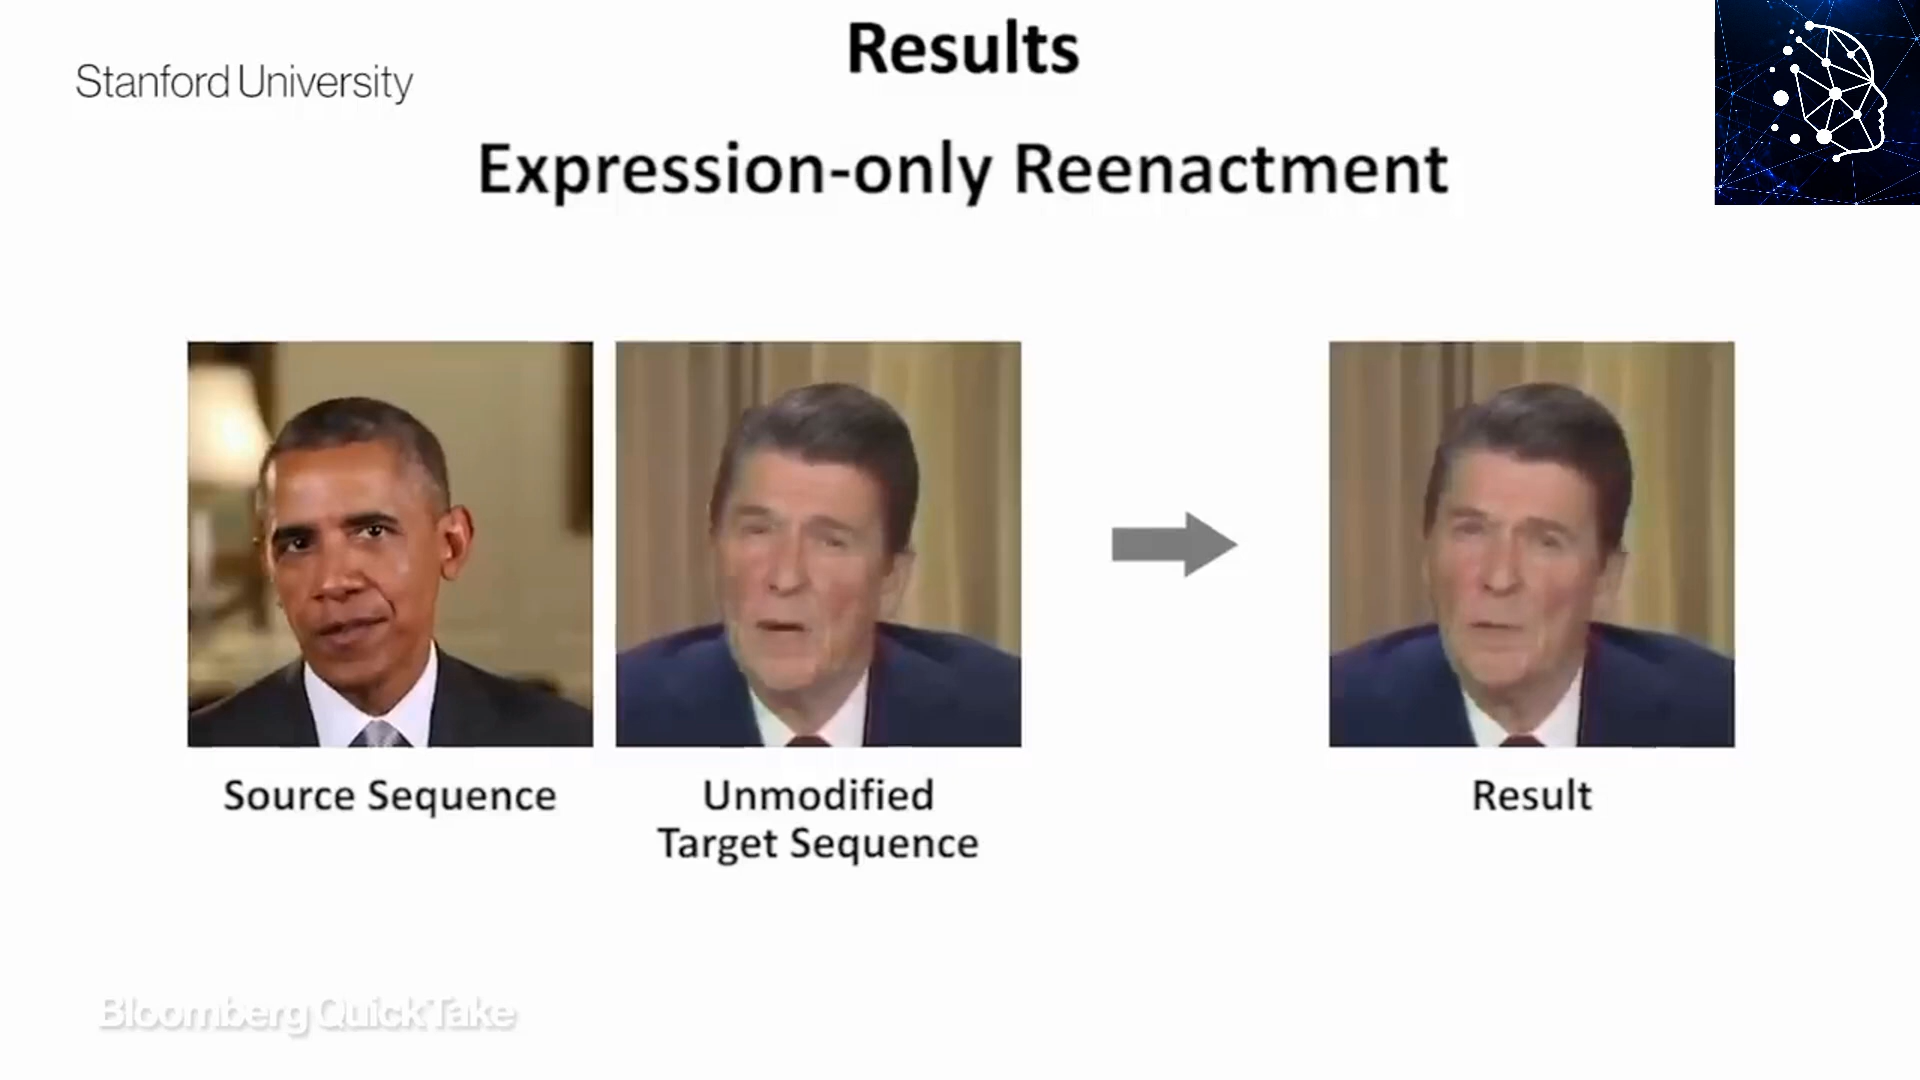 Results
Stanford University
Expression-only Reenactment
Source Sequence
Unmodified
Target Sequence
Result
Bloomberg QuickTake